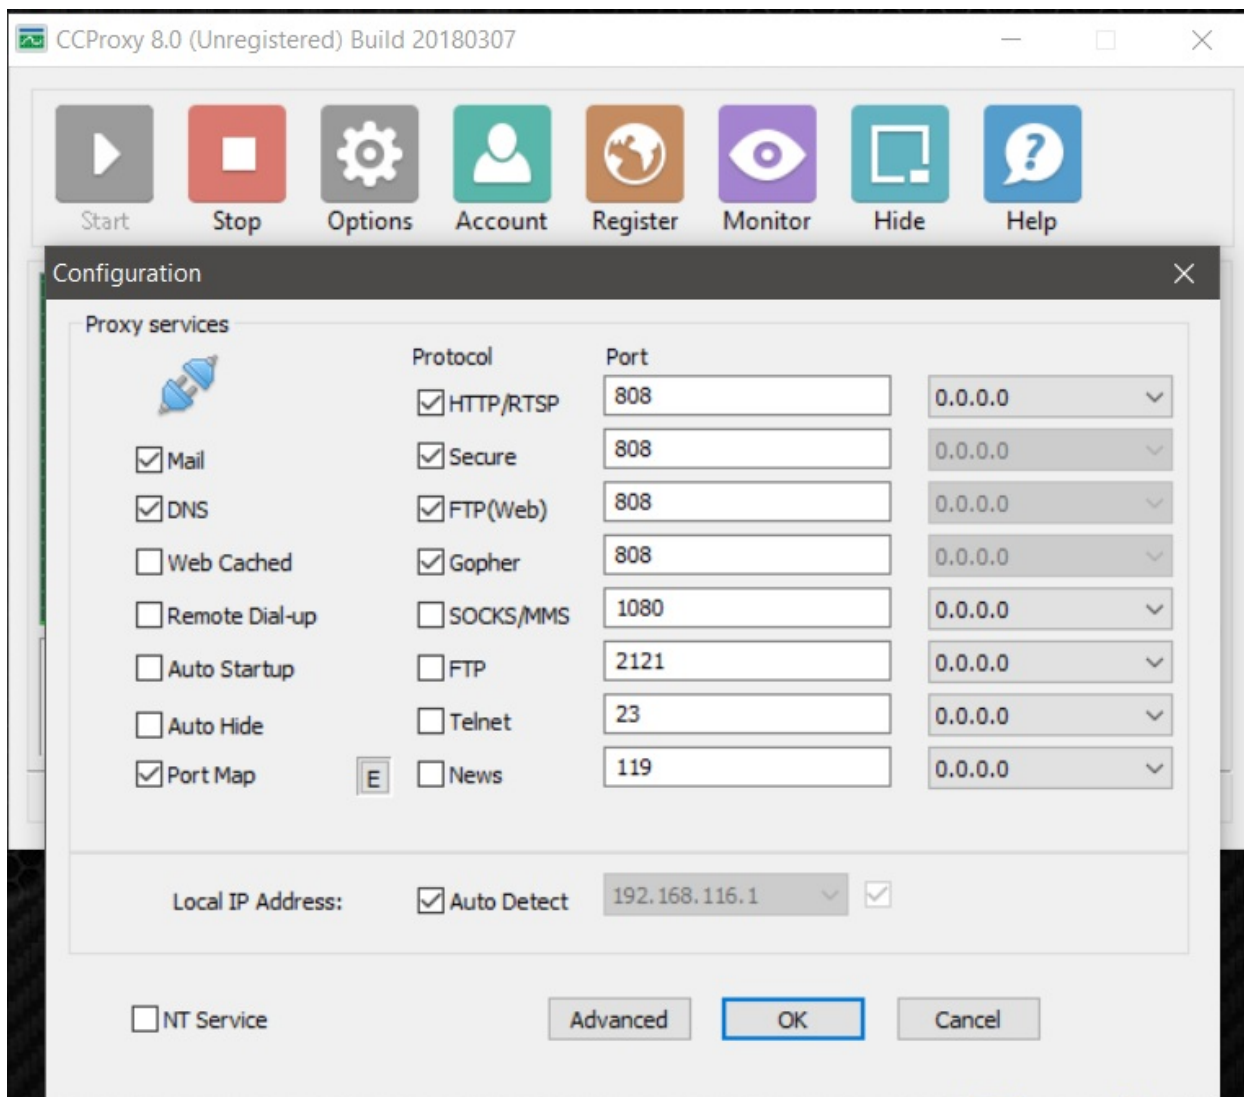 CCProxy 8.0 (Unregistered) Build 20180307
Start Stop Options Account Register Monitor Hide Help
Configuration
Proxy services
Protocol Port
HTTP/RTSP 808 0.0.0.0
Mail Secure 808 0.0.0.0
DNS FTP(Web) 808 0.0.0.0
Web Cached Gopher 808 0.0.0.0
Remote Dial-up SOCKS/MMS 1080 0.0.0.0
Auto Startup FTP 2121 0.0.0.0
Auto Hide Telnet 23 0.0.0.0
Port Map E News 119 0.0.0.0
Local IP Address: Auto Detect 192.168.116.1
NT Service Advanced OK Cancel